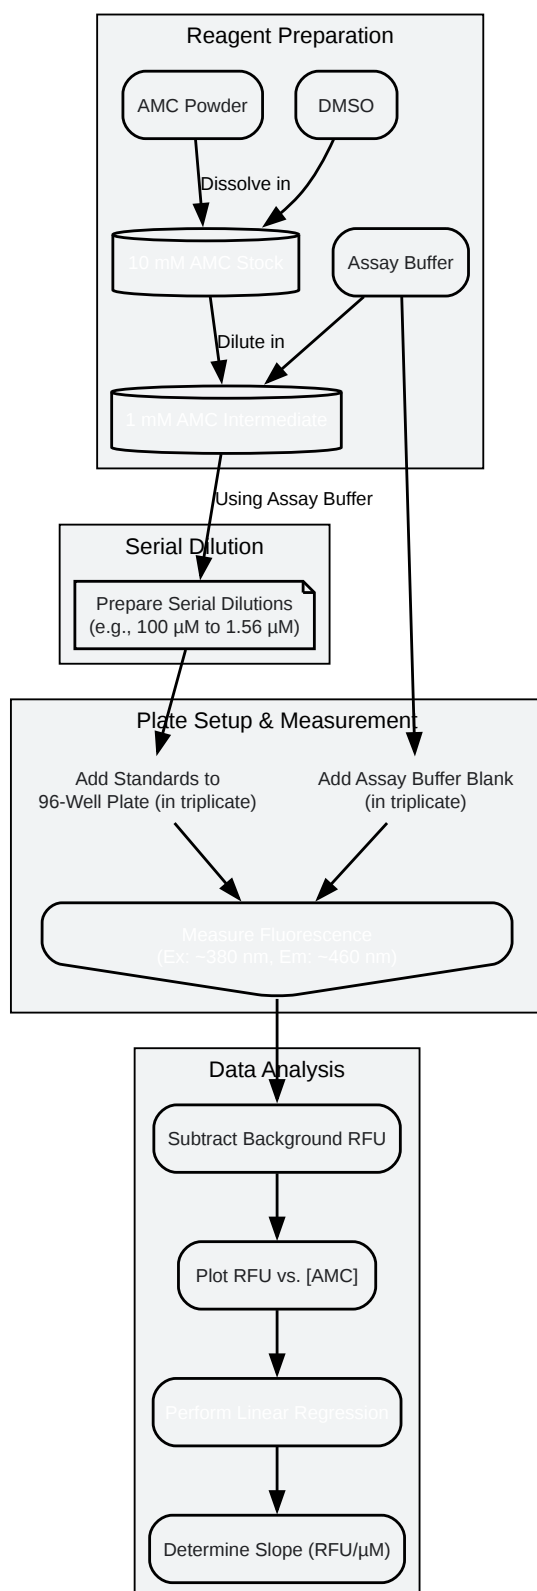 Reagent Preparation
AMC Powder
DMSO
Dissolve in
10 mM AMC Stock
Assay Buffer
Dilute in
1 mM AMC Intermediate
Using Assay Buffer
Serial Dilution
Prepare Serial Dilutions
(e.g., 100 µM to 1.56 µM)
Plate Setup & Measurement
Add Standards to
96-Well Plate (in triplicate)
Add Assay Buffer Blank
(in triplicate)
Measure Fluorescence
(Ex: ~380 nm, Em: ~460 nm)
Data Analysis
Subtract Background RFU
Plot RFU vs. [AMC]
Perform Linear Regression
Determine Slope (RFU/µM)